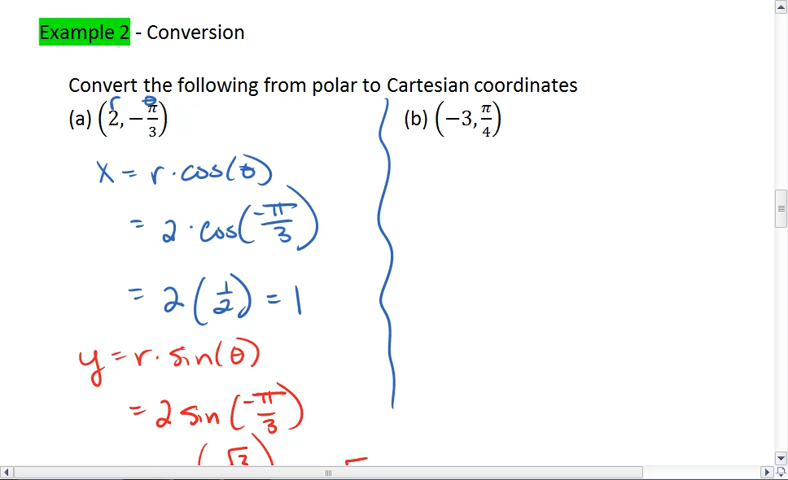 Example 2 - Conversion
Convert the following from polar to Cartesian coordinates
r θ
(a) (2, -π/3)
(b) (-3, π/4)
x = r · cos(θ)
= 2 · cos(-π/3)
= 2 (1/2) = 1
y = r · sin(θ)
= 2 sin(-π/3)
(√3